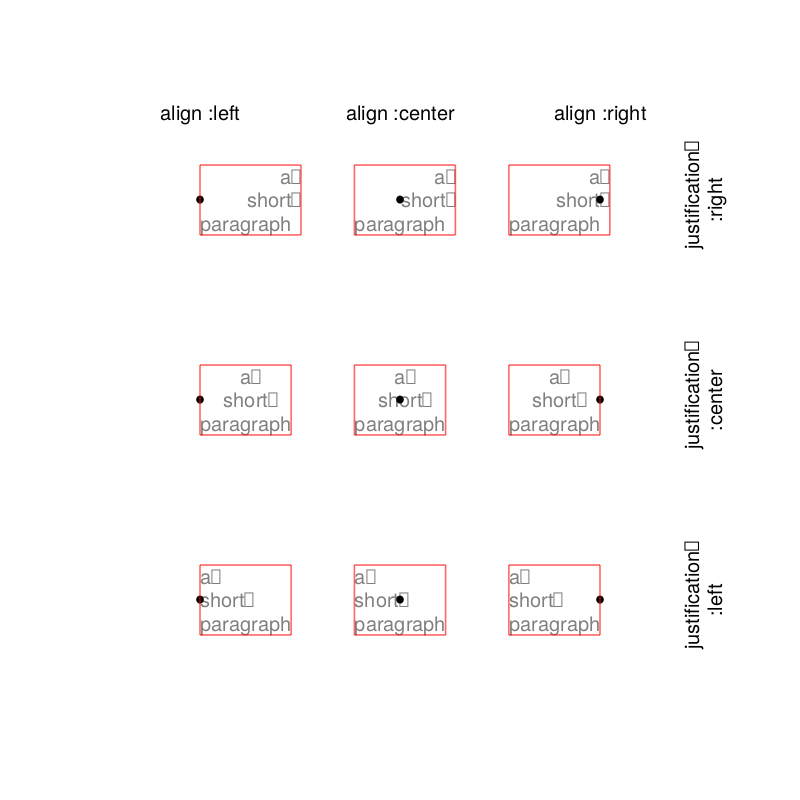 align :left align :center align :right
a▯ a▯ a▯
short▯ short▯ short▯
paragraph paragraph paragraph
justification▯
:right
a▯ a▯ a▯
short▯ short▯ short▯
paragraph paragraph paragraph
justification▯
:center
a▯ a▯ a▯
short▯ short▯ short▯
paragraph paragraph paragraph
justification▯
:left